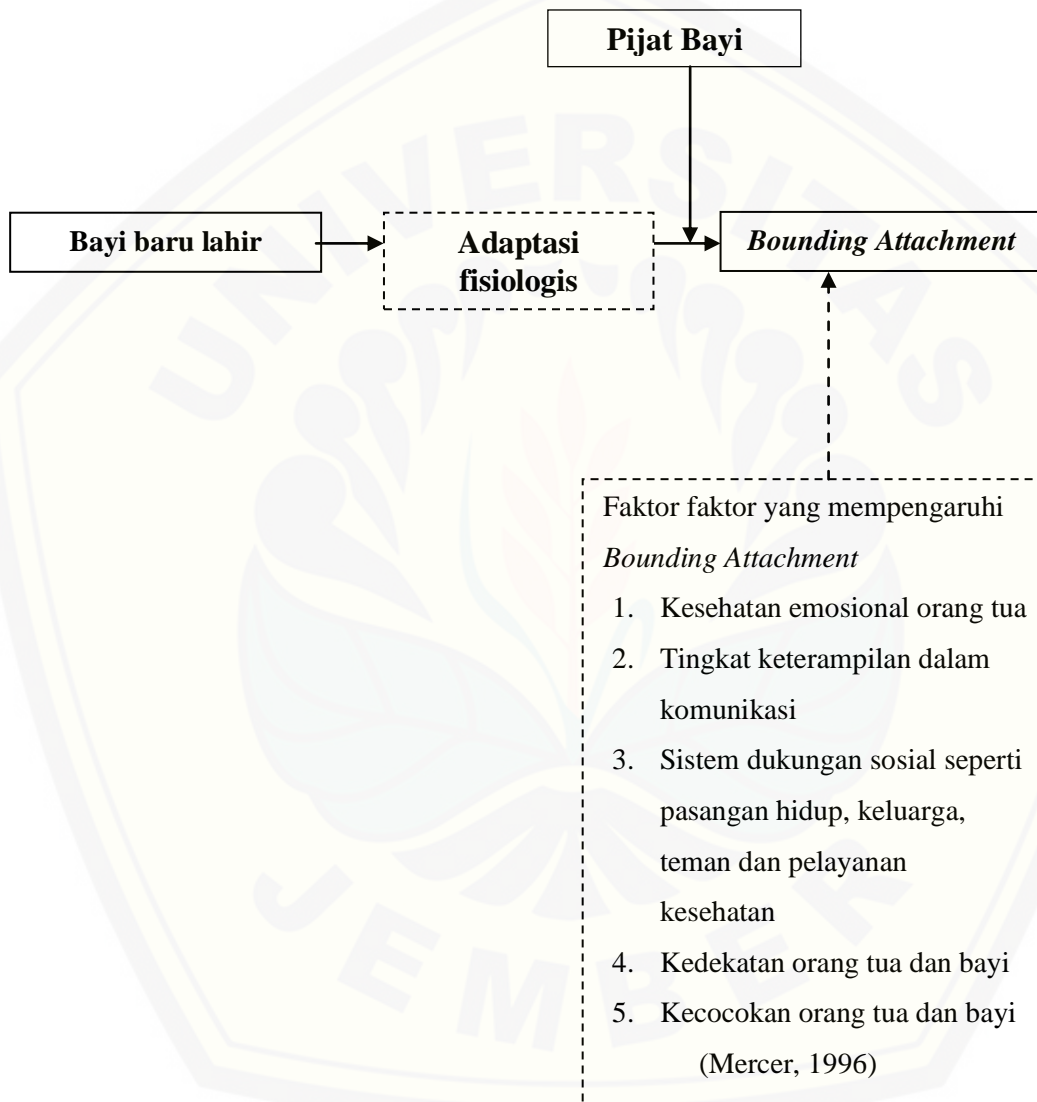 Pijat Bayi
Bayi baru lahir
Adaptasi
fisiologis
Bounding Attachment
Faktor faktor yang mempengaruhi
Bounding Attachment
1. Kesehatan emosional orang tua
2. Tingkat keterampilan dalam
komunikasi
3. Sistem dukungan sosial seperti
pasangan hidup, keluarga,
teman dan pelayanan
kesehatan
4. Kedekatan orang tua dan bayi
5. Kecocokan orang tua dan bayi
(Mercer, 1996)
UNIVERSITAS
JEMBER